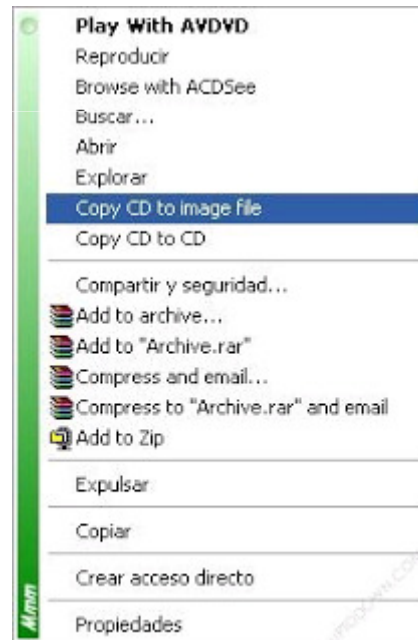 Play With AVDVD
Reproducir
Browse with ACDSee
Buscar...
Abrir
Explorar
Copy CD to image file
Copy CD to CD
Compartir y seguridad...
Add to archive...
Add to "Archive.rar"
Compress and email...
Compress to "Archive.rar" and email
Add to Zip
Expulsar
Copiar
Crear acceso directo
Propiedades
Mmm